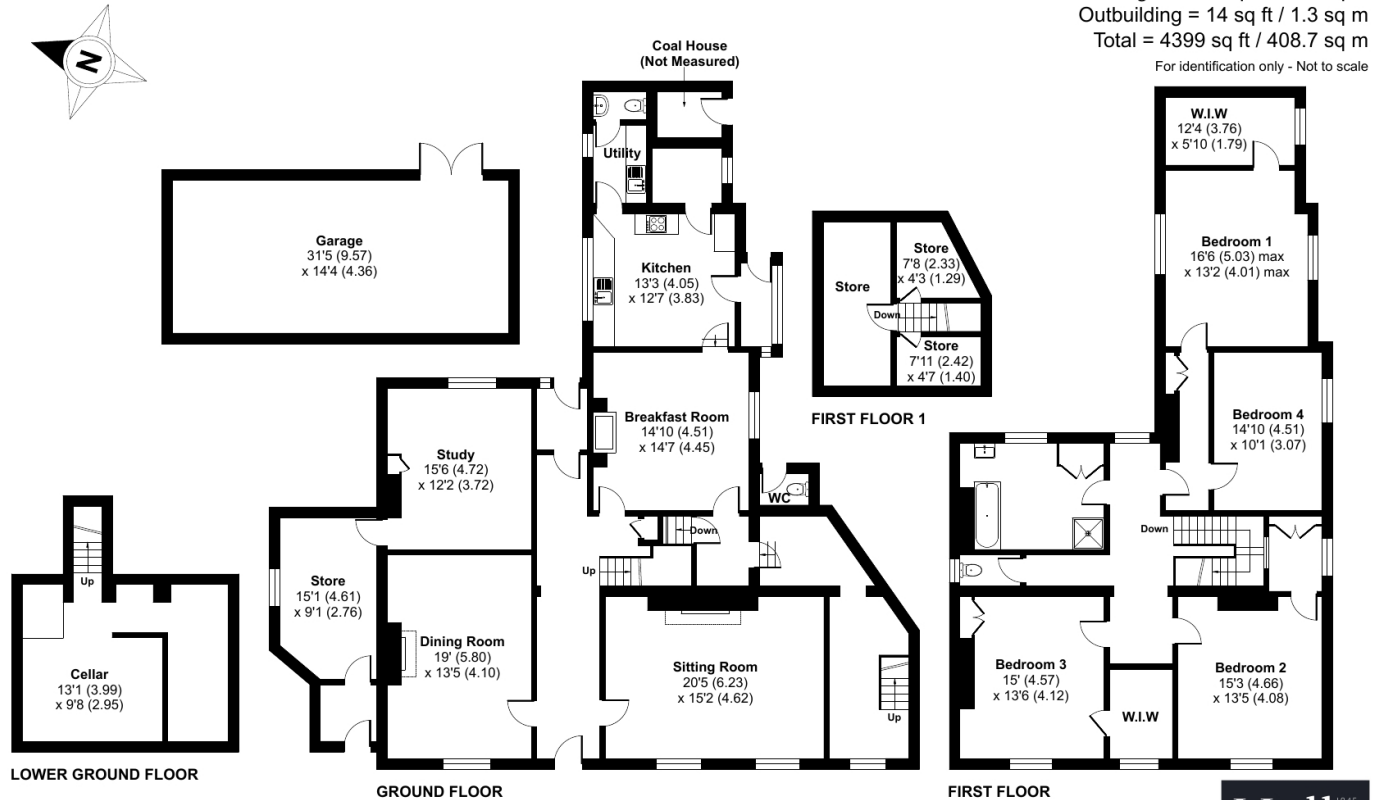 Outbuilding = 14 sq ft / 1.3 sq m
Total = 4399 sq ft / 408.7 sq m
For identification only - Not to scale
N
Coal House
(Not Measured)
Utility
Garage
31'5 (9.57)
x 14'4 (4.36)
Kitchen
13'3 (4.05)
x 12'7 (3.83)
Breakfast Room
14'10 (4.51)
x 14'7 (4.45)
Study
15'6 (4.72)
x 12'2 (3.72)
WC
Down
Up
Store
15'1 (4.61)
x 9'1 (2.76)
Dining Room
19' (5.80)
x 13'5 (4.10)
Sitting Room
20'5 (6.23)
x 15'2 (4.62)
Up
GROUND FLOOR
Up
Cellar
13'1 (3.99)
x 9'8 (2.95)
LOWER GROUND FLOOR
Store
Store
7'8 (2.33)
x 4'3 (1.29)
Down
Store
7'11 (2.42)
x 4'7 (1.40)
FIRST FLOOR 1
W.I.W
12'4 (3.76)
x 5'10 (1.79)
Bedroom 1
16'6 (5.03) max
x 13'2 (4.01) max
Bedroom 4
14'10 (4.51)
x 10'1 (3.07)
Down
Bedroom 3
15' (4.57)
x 13'6 (4.12)
W.I.W
Bedroom 2
15'3 (4.66)
x 13'5 (4.08)
FIRST FLOOR